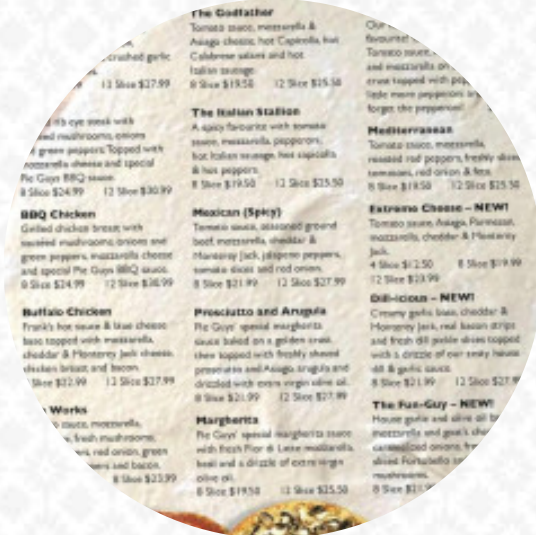 crushed garlic
12 Slice $27.99
rib eye steak with
mushrooms, onions
green peppers. Topped with
mozzarella cheese and special
Pie Guys BBQ sauce.
8 Slice $24.99 12 Slice $30.99
BBQ Chicken
Grilled chicken breast with
sauteed mushrooms, onions and
green peppers, mozzarella cheese
and special Pie Guys BBQ sauce.
8 Slice $24.99 12 Slice $30.99
Buffalo Chicken
Frank's hot sauce & blue cheese
base topped with mozzarella,
cheddar & Monterey Jack cheese,
chicken breast and bacon.
Slice $22.99 12 Slice $27.99
Works
sauce, mozzarella,
fresh mushrooms,
red onion, green
and bacon.
8 Slice $23.99
The Godfather
Tomato sauce, mozzarella &
Asiago cheese, hot Capicolla, hot
Calabrese salami and hot
Italian sausage.
8 Slice $19.50 12 Slice $25.50
The Italian Stallion
A spicy favourite with tomato
sauce, mozzarella, pepperoni,
hot Italian sausage, hot capicolla
& hot peppers.
8 Slice $19.50 12 Slice $25.50
Mexican (Spicy)
Tomato sauce, seasoned ground
beef, mozzarella, cheddar &
Monterey Jack, jalapeno peppers,
tomato slices and red onion.
8 Slice $21.99 12 Slice $27.99
Prosciutto and Arugula
Pie Guys' special margherita
sauce baked on a golden crust,
then topped with freshly shaved
prosciutto and Asiago, arugula and
drizzled with extra virgin olive oil.
8 Slice $21.99 12 Slice $27.99
Margherita
Pie Guys' special margherita sauce
with fresh Fior di Latte mozzarella,
basil and a drizzle of extra virgin
olive oil.
8 Slice $19.50 12 Slice $25.50
Our
favourite
Tomato sauce,
and mozzarella on
crust topped with
little more pepperoni
forget the pepperoni!
Mediterranean
Tomato sauce, mozzarella,
roasted red peppers, freshly
tomatoes, red onion & feta.
8 Slice $19.50 12 Slice $25.50
Extremo Cheese – NEW!
Tomato sauce, Asiago, Parmesan,
mozzarella, cheddar & Monterey
Jack.
4 Slice $12.50 8 Slice $19.99
12 Slice $23.99
Dill-icious – NEW!
Creamy garlic base, cheddar &
Monterey Jack, real bacon strips
and fresh dill pickle slices topped
with a drizzle of our zesty house
dill & garlic sauce.
8 Slice $21.99 12 Slice
The Fun-Guy – NEW!
House garlic and olive oil
mozzarella and goat's
caramelized onions,
sliced Portobello
mushrooms.
8 Slice